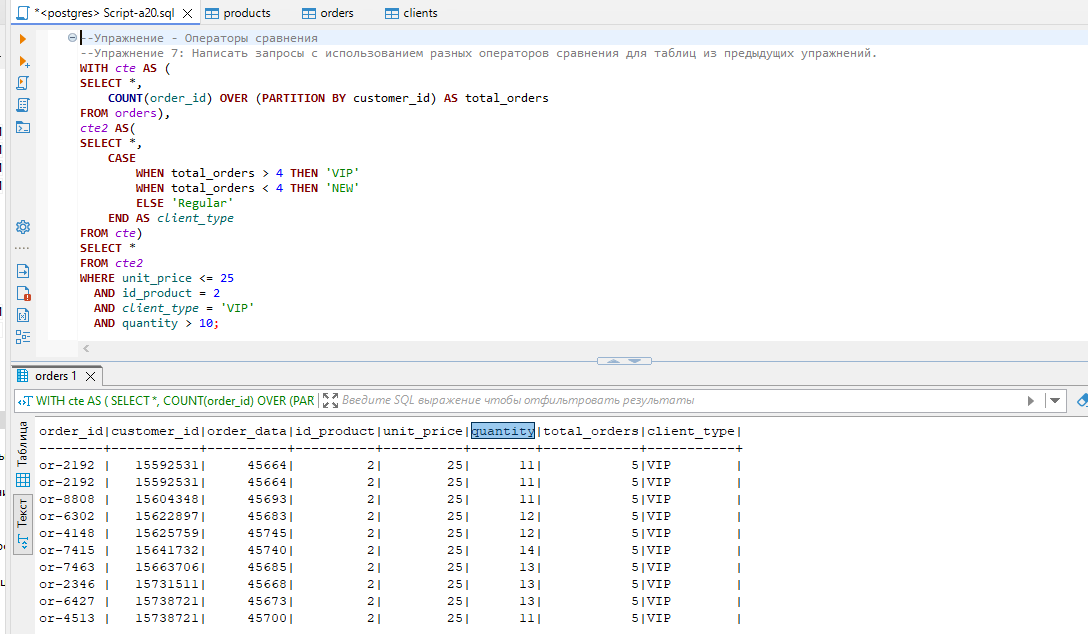 *<postgres> Script-a20.sql
products
orders
clients
--Упражнение - Операторы сравнения
--Упражнение 7: Написать запросы с использованием разных операторов сравнения для таблиц из предыдущих упражнений.
WITH cte AS (
SELECT *,
COUNT(order_id) OVER (PARTITION BY customer_id) AS total_orders
FROM orders),
cte2 AS(
SELECT *,
CASE
WHEN total_orders > 4 THEN 'VIP'
WHEN total_orders < 4 THEN 'NEW'
ELSE 'Regular'
END AS client_type
FROM cte)
SELECT *
FROM cte2
WHERE unit_price <= 25
AND id_product = 2
AND client_type = 'VIP'
AND quantity > 10;
orders 1
WITH cte AS ( SELECT *, COUNT(order_id) OVER (PAR
Введите SQL выражение чтобы отфильтровать результаты
Таблица
Текст
order_id|customer_id|order_data|id_product|unit_price|quantity|total_orders|client_type|
--------+-----------+----------+----------+----------+--------+------------+-----------+
or-2192 | 15592531| 45664| 2| 25| 11| 5|VIP |
or-2192 | 15592531| 45664| 2| 25| 11| 5|VIP |
or-8808 | 15604348| 45693| 2| 25| 11| 5|VIP |
or-6302 | 15622897| 45683| 2| 25| 12| 5|VIP |
or-4148 | 15625759| 45745| 2| 25| 12| 5|VIP |
or-7415 | 15641732| 45740| 2| 25| 14| 5|VIP |
or-7463 | 15663706| 45685| 2| 25| 13| 5|VIP |
or-2346 | 15731511| 45668| 2| 25| 13| 5|VIP |
or-6427 | 15738721| 45673| 2| 25| 13| 5|VIP |
or-4513 | 15738721| 45700| 2| 25| 11| 5|VIP |